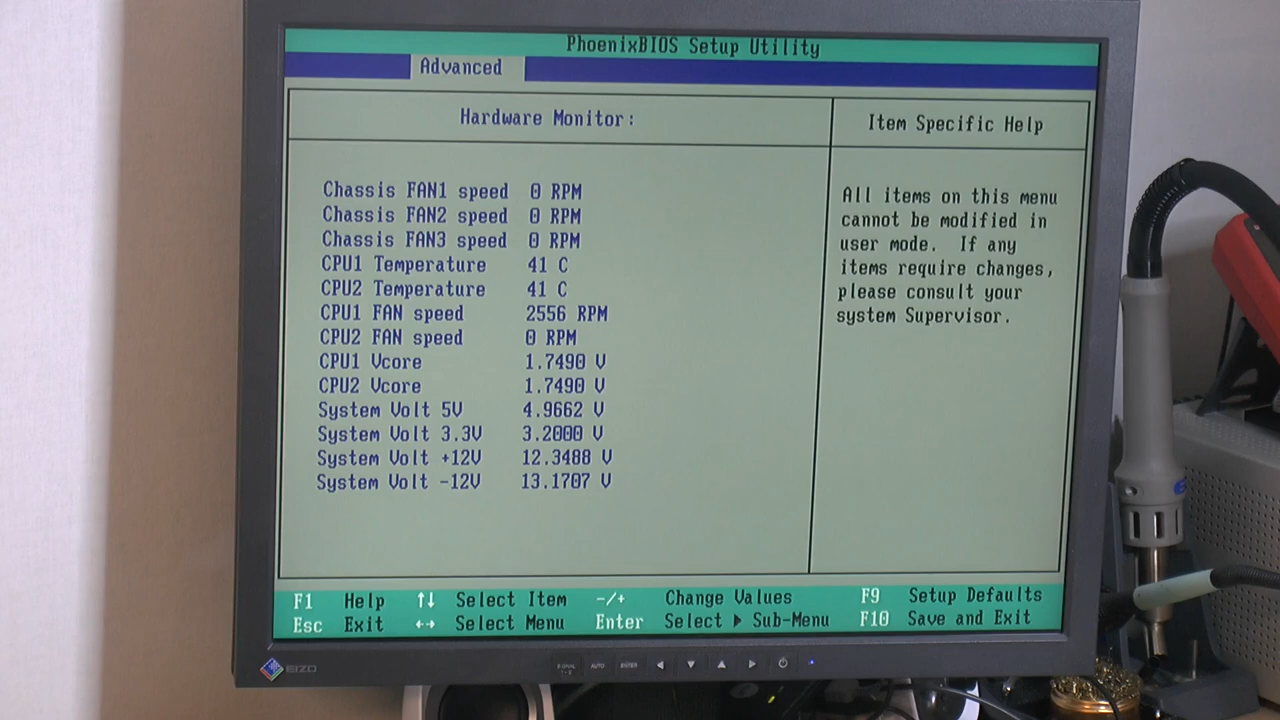 PhoenixBIOS Setup Utility
Advanced
Hardware Monitor:
Item Specific Help
Chassis FAN1 speed 0 RPM
Chassis FAN2 speed 0 RPM
Chassis FAN3 speed 0 RPM
CPU1 Temperature 41 C
CPU2 Temperature 41 C
CPU1 FAN speed 2556 RPM
CPU2 FAN speed 0 RPM
CPU1 Vcore 1.7490 V
CPU2 Vcore 1.7490 V
System Volt 5V 4.9662 V
System Volt 3.3V 3.2000 V
System Volt +12V 12.3488 V
System Volt -12V 13.1707 V
All items on this menu
cannot be modified in
user mode. If any
items require changes,
please consult your
system Supervisor.
F1 Help ↑↓ Select Item -/+ Change Values F9 Setup Defaults
Esc Exit ←→ Select Menu Enter Select ▶ Sub-Menu F10 Save and Exit
EIZO
SIGNAL AUTO ENTER